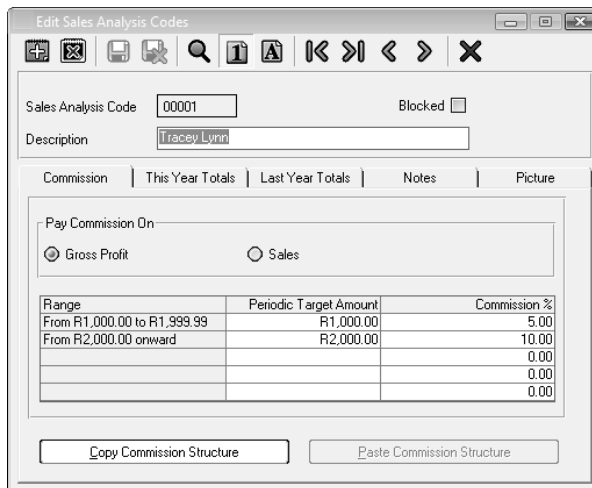 Edit Sales Analysis Codes
1 A
Sales Analysis Code 00001 Blocked
Description Tracey Lynn
Commission This Year Totals Last Year Totals Notes Picture
Pay Commission On
Gross Profit Sales
Range Periodic Target Amount Commission %
From R1,000.00 to R1,999.99 R1,000.00 5.00
From R2,000.00 onward R2,000.00 10.00
0.00
0.00
0.00
Copy Commission Structure Paste Commission Structure